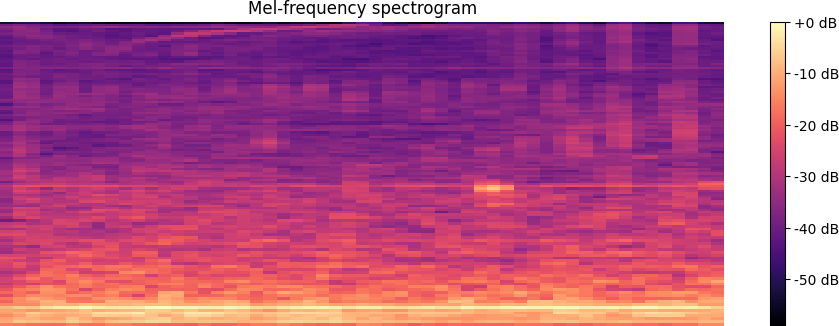 Mel-frequency spectrogram
+0 dB
-10 dB
-20 dB
-30 dB
-40 dB
-50 dB